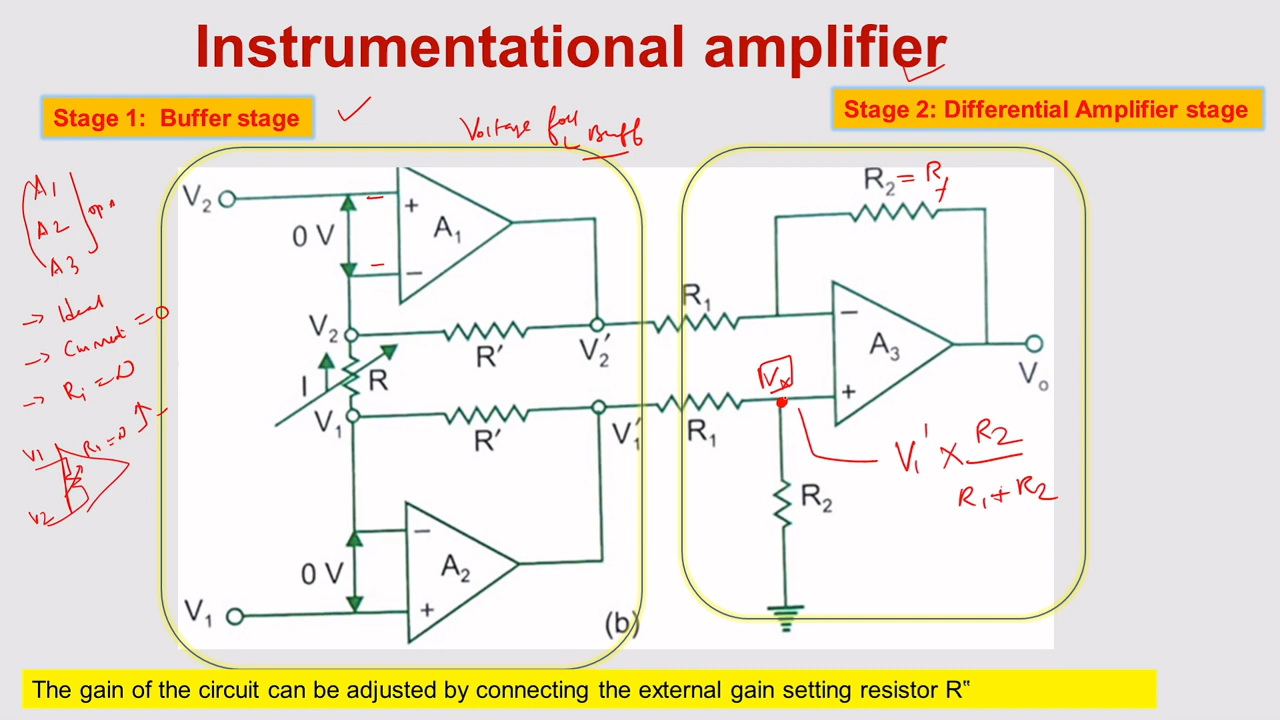 Instrumentational amplifier
Stage 1: Buffer stage
Stage 2: Differential Amplifier stage
Voltage foll
Buff
A1
A2
A3
→ Ideal
→ Current = 0
→ Ri = ∞
V1
Ri = ∞
V2
V₂
0 V
+
A₁
−
V₂
R'
V₂'
I
R
V₁
R'
V₁'
0 V
−
A₂
+
V₁
(b)
R₂ = Rf
R₁
−
A₃
+
Vₒ
Vx
R₁
R₂
V₁' × R2
R1 + R2
The gain of the circuit can be adjusted by connecting the external gain setting resistor R‟